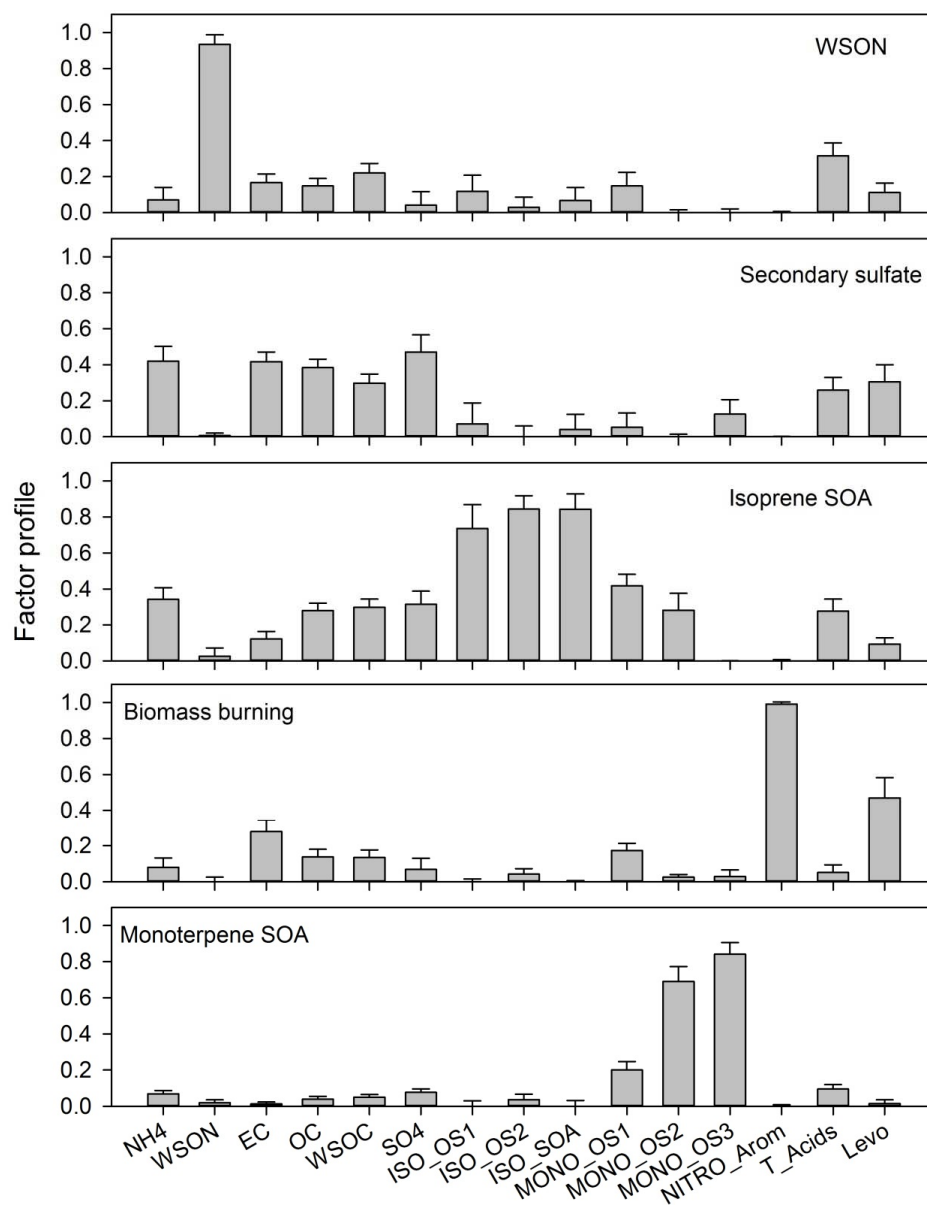 1.0
WSON
0.8
0.6
0.4
0.2
0.0
1.0
Secondary sulfate
0.8
0.6
0.4
0.2
0.0
1.0
Isoprene SOA
0.8
0.6
0.4
0.2
0.0
Factor profile
1.0
Biomass burning
0.8
0.6
0.4
0.2
0.0
1.0
Monoterpene SOA
0.8
0.6
0.4
0.2
0.0
NH4
WSON
EC
OC
WSOC
SO4
ISO_OS1
ISO_OS2
ISO_SOA
MONO_OS1
MONO_OS2
MONO_OS3
NITRO_Arom
T_Acids
Levo